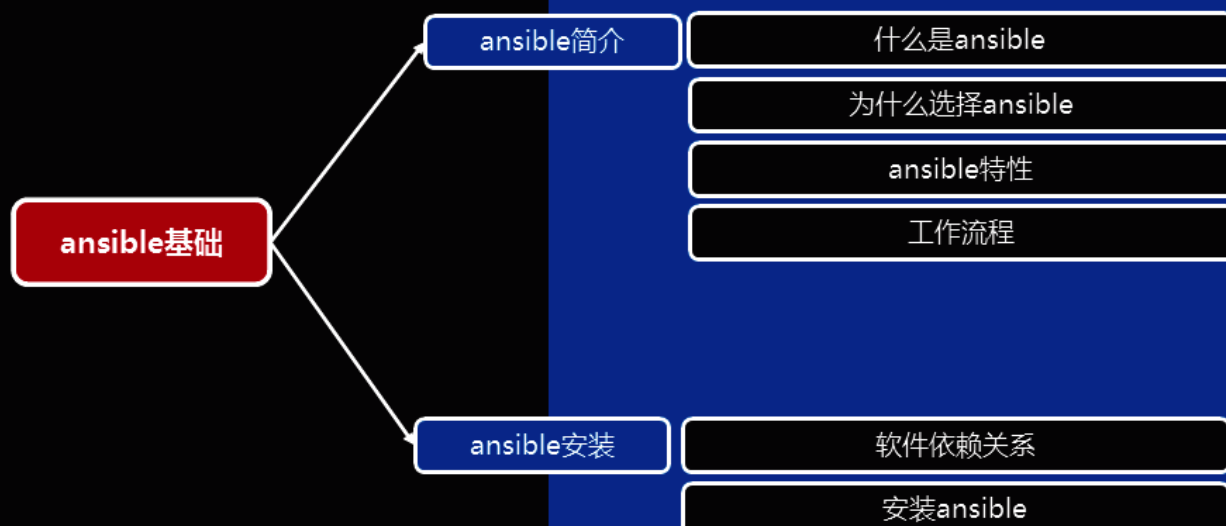 ansible基础
ansible简介
什么是ansible
为什么选择ansible
ansible特性
工作流程
ansible安装
软件依赖关系
安装ansible